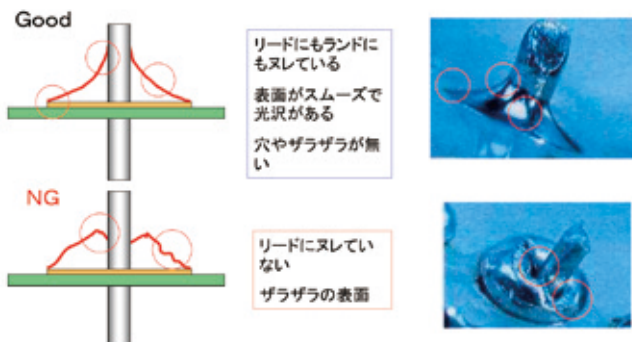 Good
リードにもランドに
もヌレている
表面がスムーズで
光沢がある
穴やザラザラが無
い
NG
リードにヌレてい
ない
ザラザラの表面